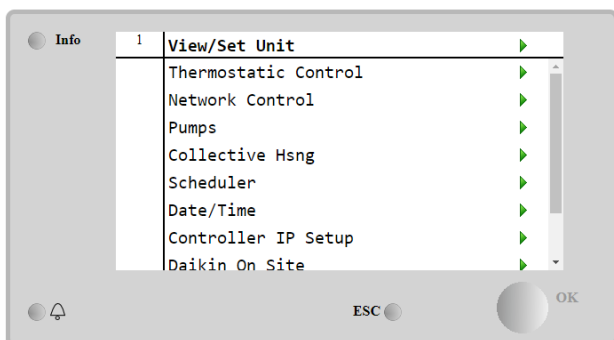 Info
1 View/Set Unit
Thermostatic Control
Network Control
Pumps
Collective Hsng
Scheduler
Date/Time
Controller IP Setup
Daikin On Site
OK
ESC